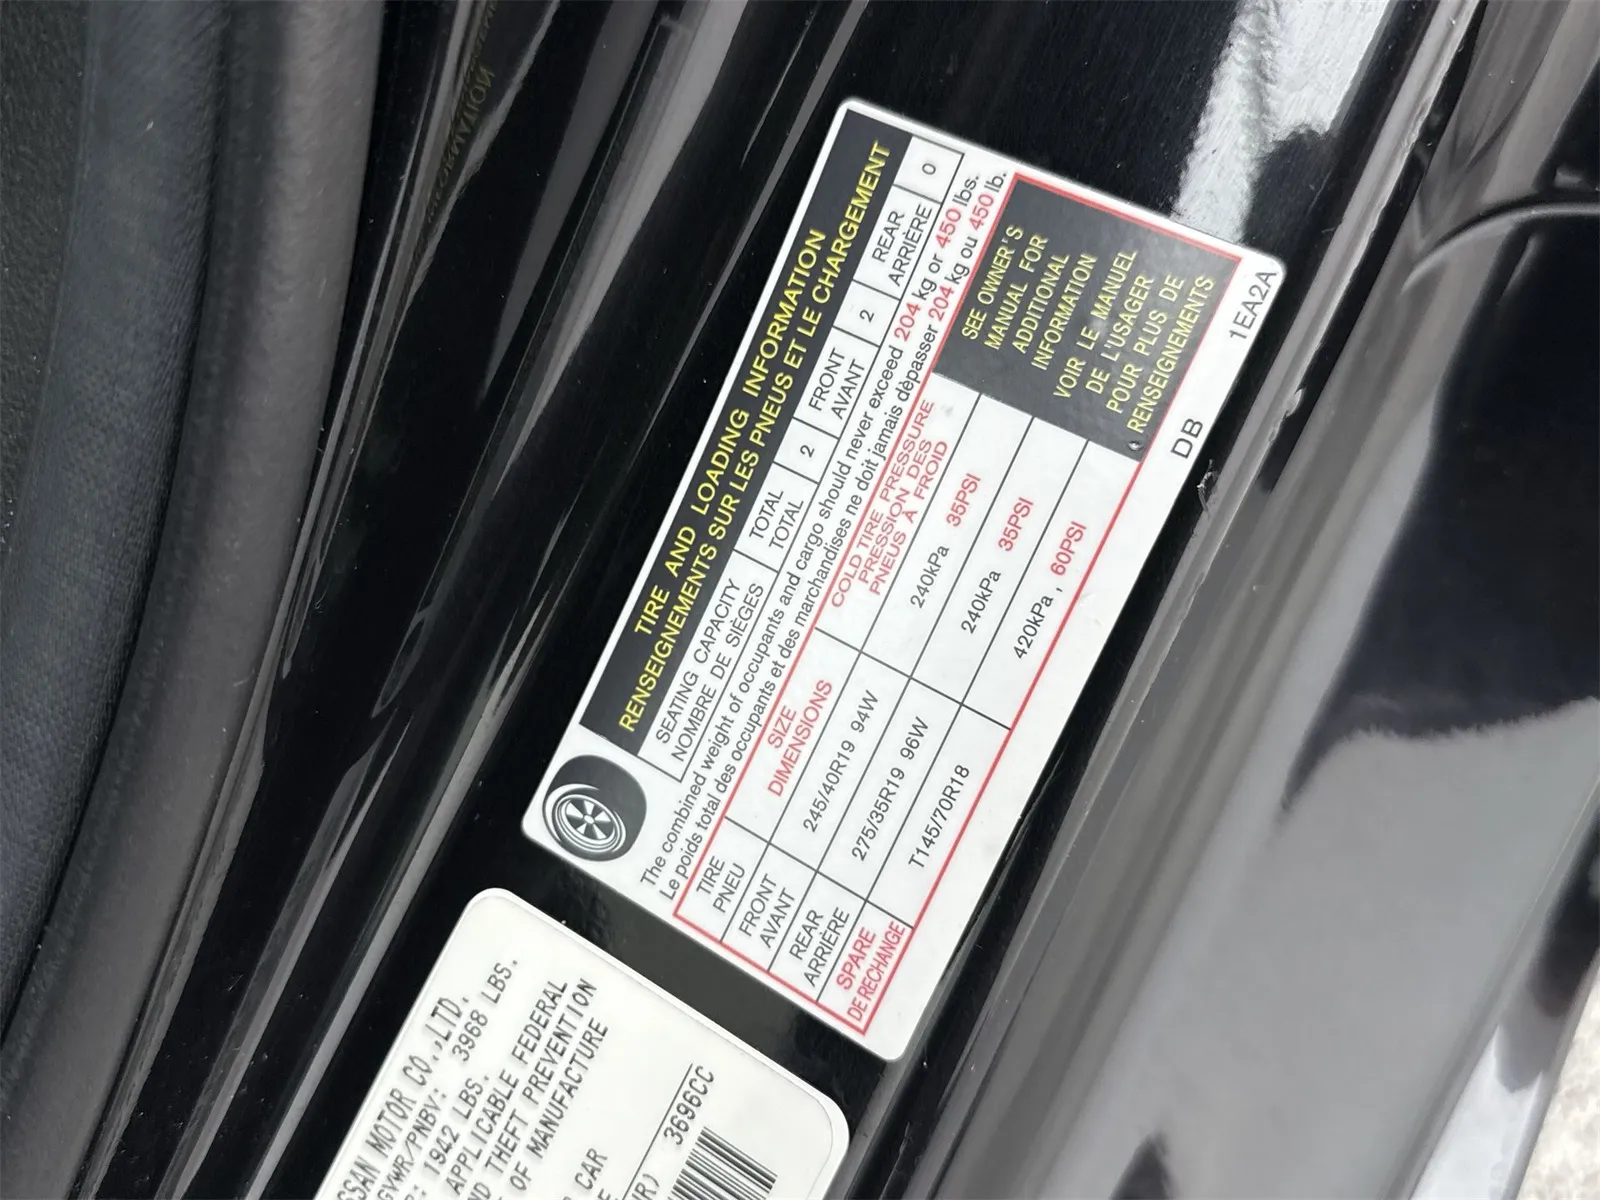 TIRE AND LOADING INFORMATION
RENSEIGNEMENTS SUR LES PNEUS ET LE CHARGEMENT
SEATING CAPACITY
NOMBRE DE SIÈGES
TOTAL
TOTAL
2
FRONT
AVANT
2
REAR
ARRIÈRE
0
The combined weight of occupants and cargo should never exceed 204 kg or 450 lbs.
Le poids total des occupants et des marchandises ne doit jamais dèpasser 204 kg ou 450 lb.
TIRE
PNEU
SIZE
DIMENSIONS
COLD TIRE PRESSURE
PRESSION DES
PNEUS À FROID
FRONT
AVANT
245/40R19 94W
240kPa 35PSI
REAR
ARRIÈRE
275/35R19 96W
240kPa 35PSI
SPARE
DE RECHANGE
T145/70R18
420kPa, 60PSI
SEE OWNER'S
MANUAL FOR
ADDITIONAL
INFORMATION
VOIR LE MANUEL
DE L'USAGER
POUR PLUS DE
RENSEIGNEMENTS
DB 1EA2A
SSAN MOTOR CO.,LTD.
GVWR/PNBV: 3968 LBS.
: 1942 LBS.
APPLICABLE FEDERAL
ND THEFT PREVENTION
E OF MANUFACTURE
CAR
3696CC